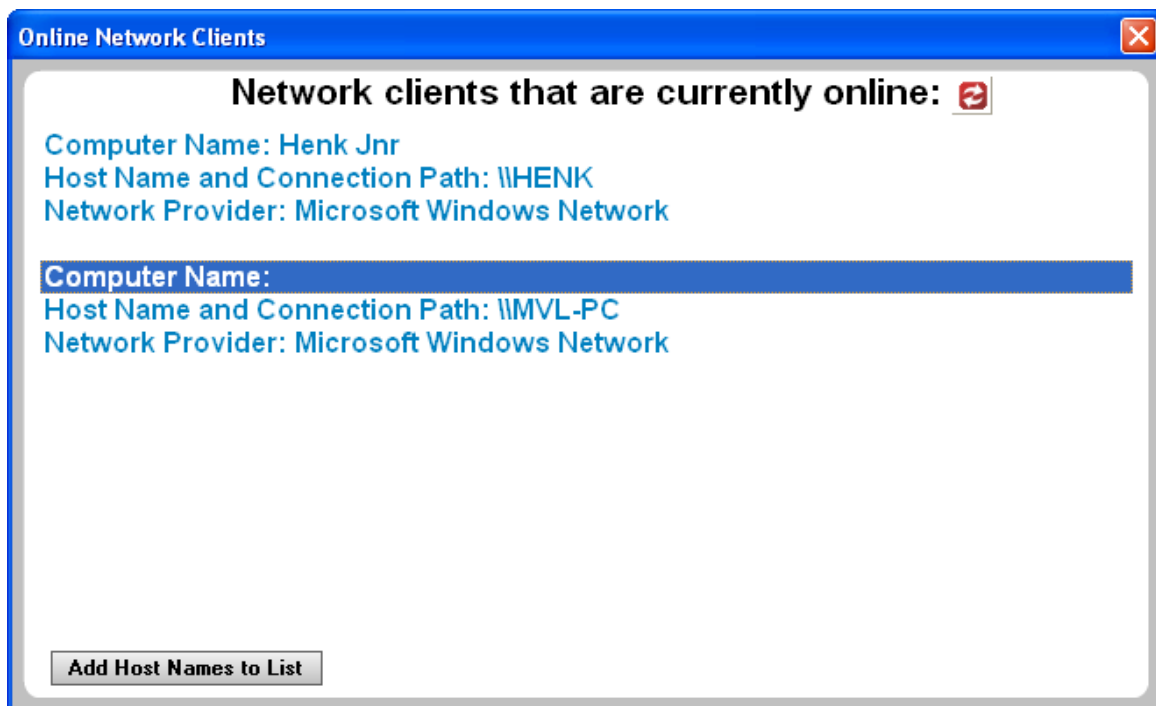 Online Network Clients
Network clients that are currently online:
Computer Name: Henk Jnr
Host Name and Connection Path: \\HENK
Network Provider: Microsoft Windows Network
Computer Name:
Host Name and Connection Path: \\MVL-PC
Network Provider: Microsoft Windows Network
Add Host Names to List